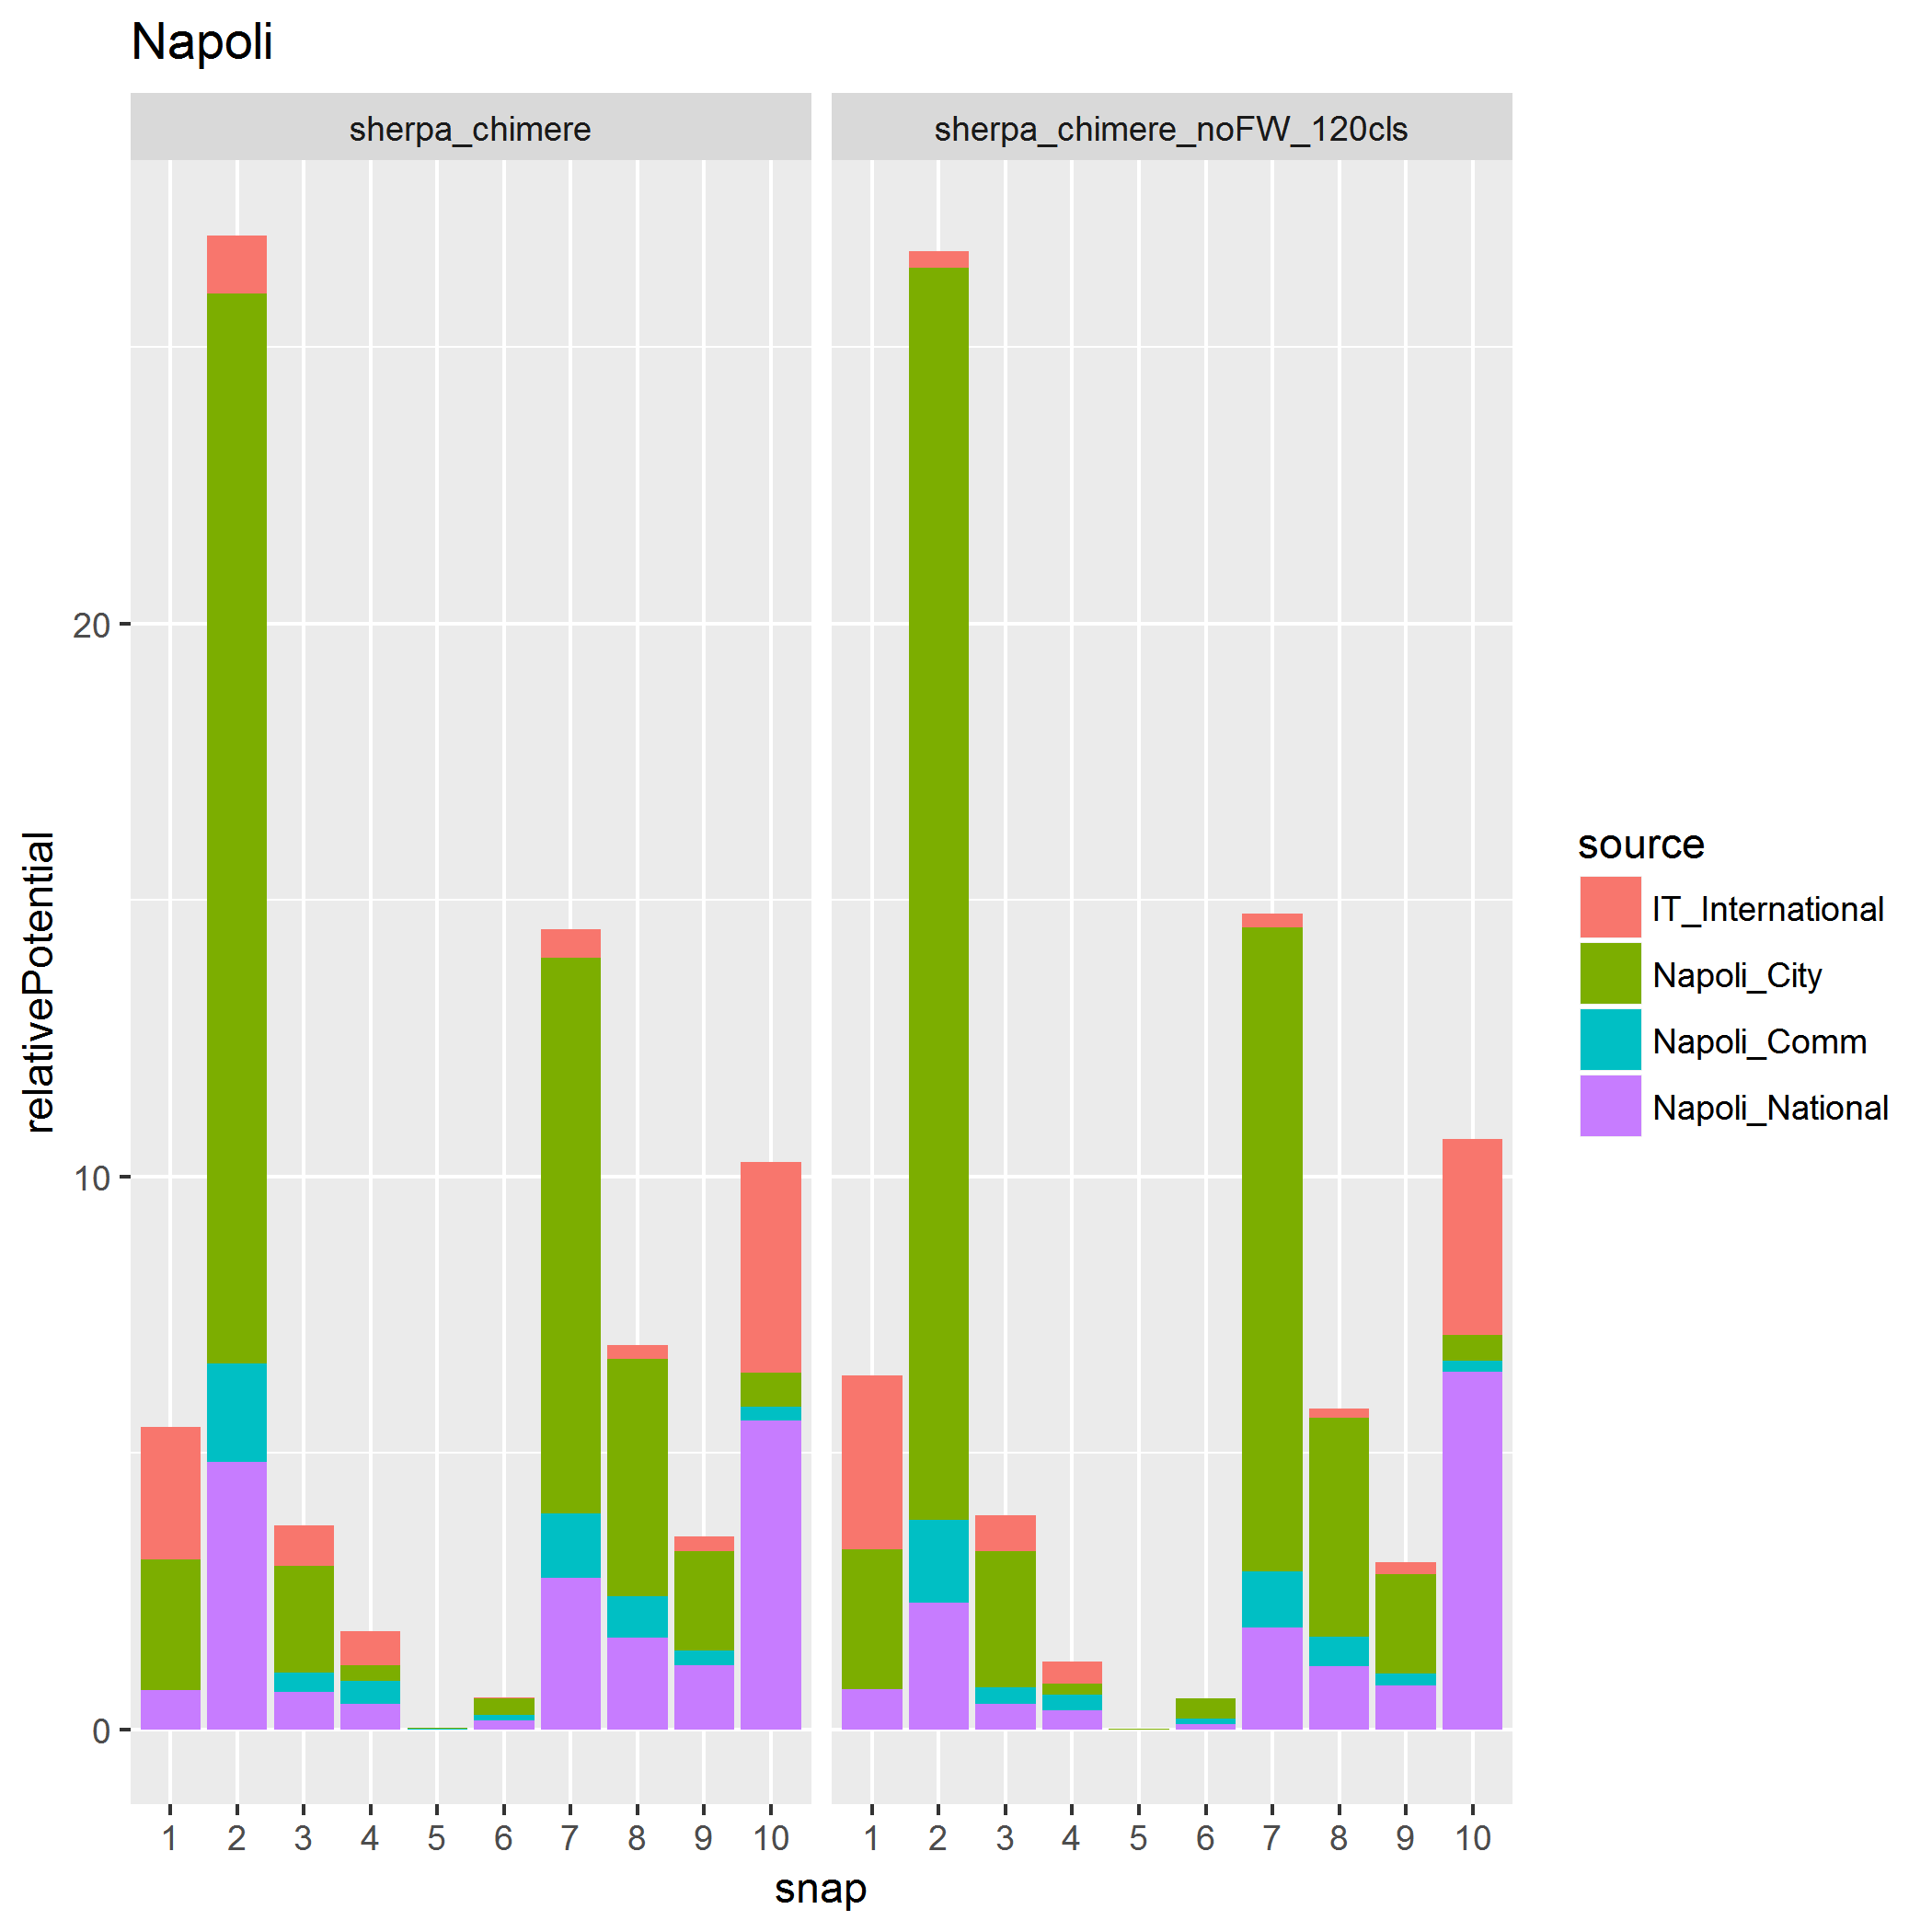 Napoli
sherpa_chimere
sherpa_chimere_noFW_120cls
20
10
0
relativePotential
1 2 3 4 5 6 7 8 9 10
1 2 3 4 5 6 7 8 9 10
snap
source
IT_International
Napoli_City
Napoli_Comm
Napoli_National